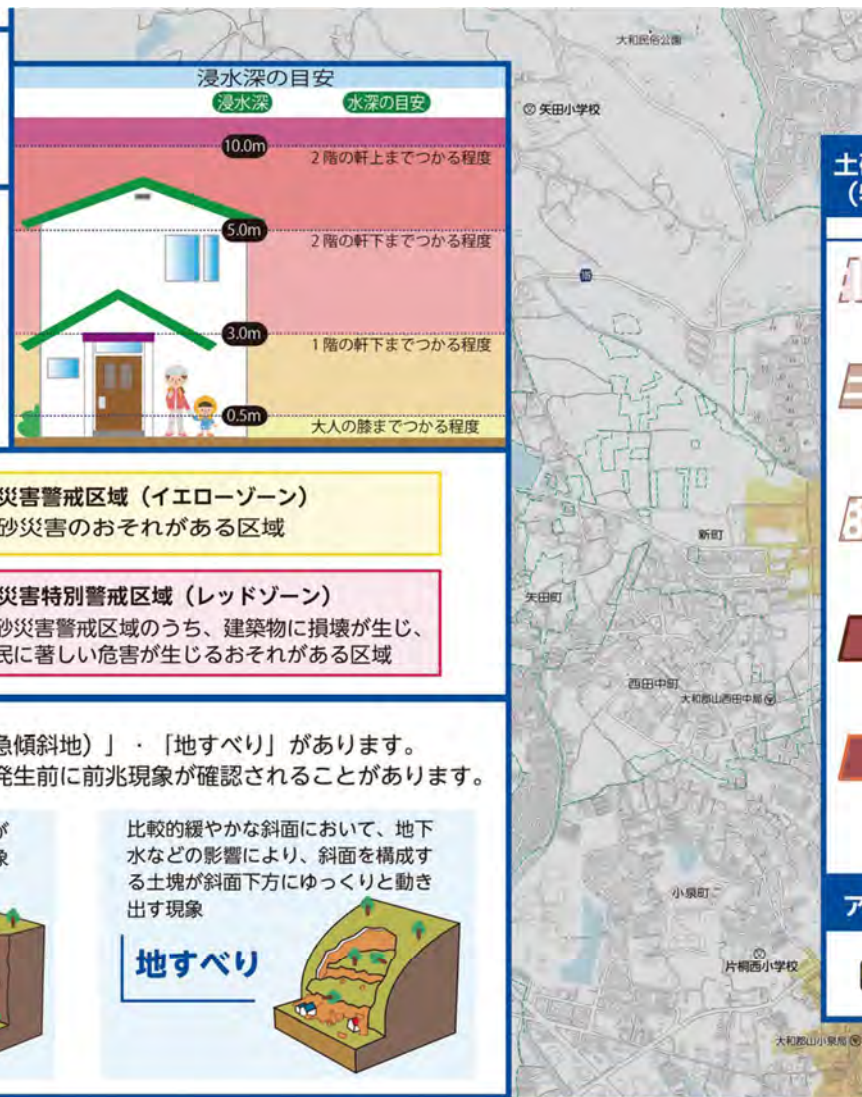 浸水深の目安
浸水深
水深の目安
10.0m
2階の軒上までつかる程度
5.0m
2階の軒下までつかる程度
3.0m
1階の軒下までつかる程度
0.5m
大人の膝までつかる程度
災害警戒区域（イエローゾーン）
砂災害のおそれがある区域
災害特別警戒区域（レッドゾーン）
砂災害警戒区域のうち、建築物に損壊が生じ、
民に著しい危害が生じるおそれがある区域
急傾斜地）」・「地すべり」があります。
発生前に前兆現象が確認されることがあります。
が
象
比較的緩やかな斜面において、地下
水などの影響により、斜面を構成す
る土塊が斜面下方にゆっくりと動き
出す現象
地すべり
大和民俗公園
矢田小学校
新町
矢田町
西田中町
大和郡山西田中局
小泉町
片桐西小学校
大和郡山小泉局
土
ア